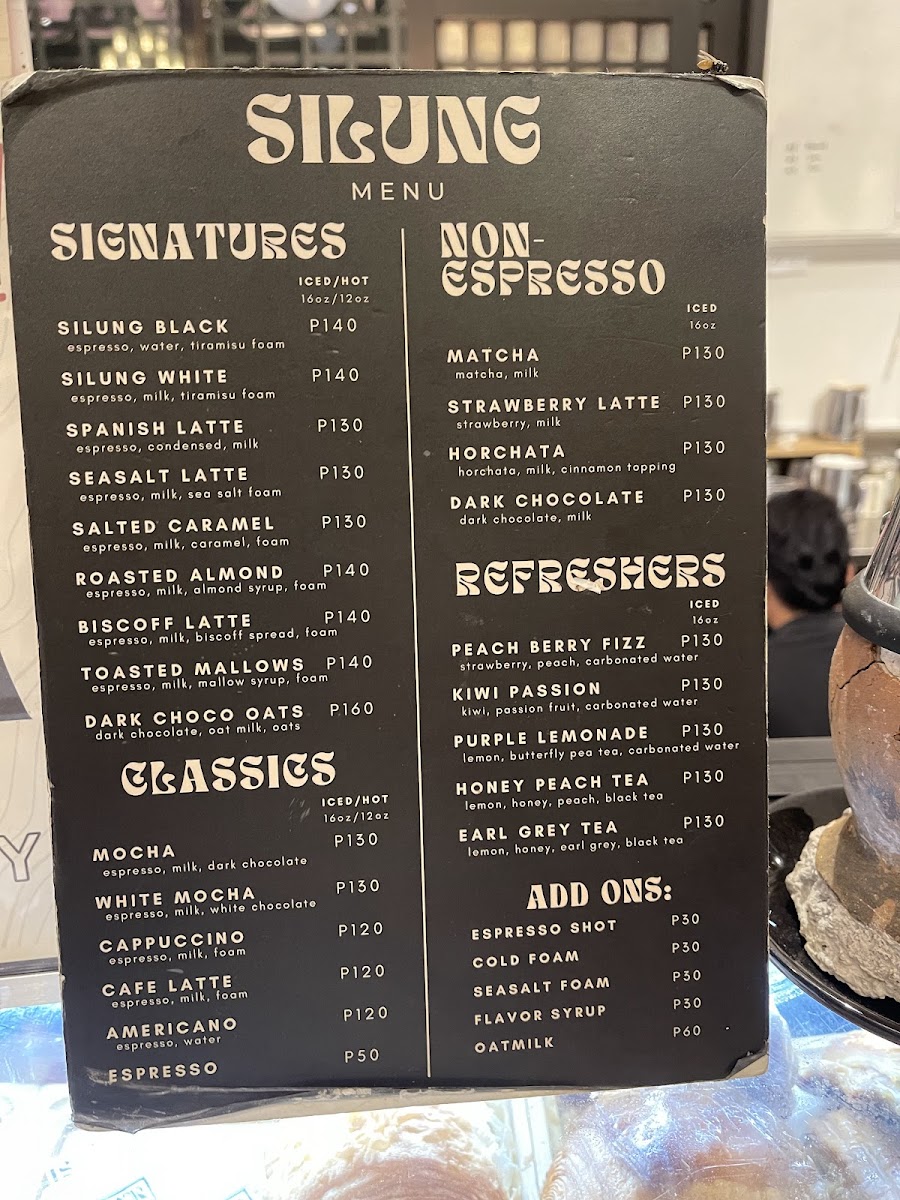 SILUNG
MENU
SIGNATURES
ICED/HOT
16oz/12oz
SILUNG BLACK P140
espresso, water, tiramisu foam
SILUNG WHITE P140
espresso, milk, tiramisu foam
SPANISH LATTE P130
espresso, condensed, milk
SEASALT LATTE P130
espresso, milk, sea salt foam
SALTED CARAMEL P130
espresso, milk, caramel, foam
ROASTED ALMOND P140
espresso, milk, almond syrup, foam
BISCOFF LATTE P140
espresso, milk, biscoff spread, foam
TOASTED MALLOWS P140
espresso, milk, mallow syrup, foam
DARK CHOCO OATS P160
dark chocolate, oat milk, oats
CLASSICS
ICED/HOT
16oz/12oz
MOCHA P130
espresso, milk, dark chocolate
WHITE MOCHA P130
espresso, milk, white chocolate
CAPPUCCINO P120
espresso, milk, foam
CAFE LATTE P120
espresso, milk, foam
AMERICANO P120
espresso, water
ESPRESSO P50
NON-
ESPRESSO
ICED
16oz
MATCHA P130
matcha, milk
STRAWBERRY LATTE P130
strawberry, milk
HORCHATA P130
horchata, milk, cinnamon topping
DARK CHOCOLATE P130
dark chocolate, milk
REFRESHERS
ICED
16oz
PEACH BERRY FIZZ P130
strawberry, peach, carbonated water
KIWI PASSION P130
kiwi, passion fruit, carbonated water
PURPLE LEMONADE P130
lemon, butterfly pea tea, carbonated water
HONEY PEACH TEA P130
lemon, honey, peach, black tea
EARL GREY TEA P130
lemon, honey, earl grey, black tea
ADD ONS:
ESPRESSO SHOT P30
COLD FOAM P30
SEASALT FOAM P30
FLAVOR SYRUP P30
OATMILK P60
Y